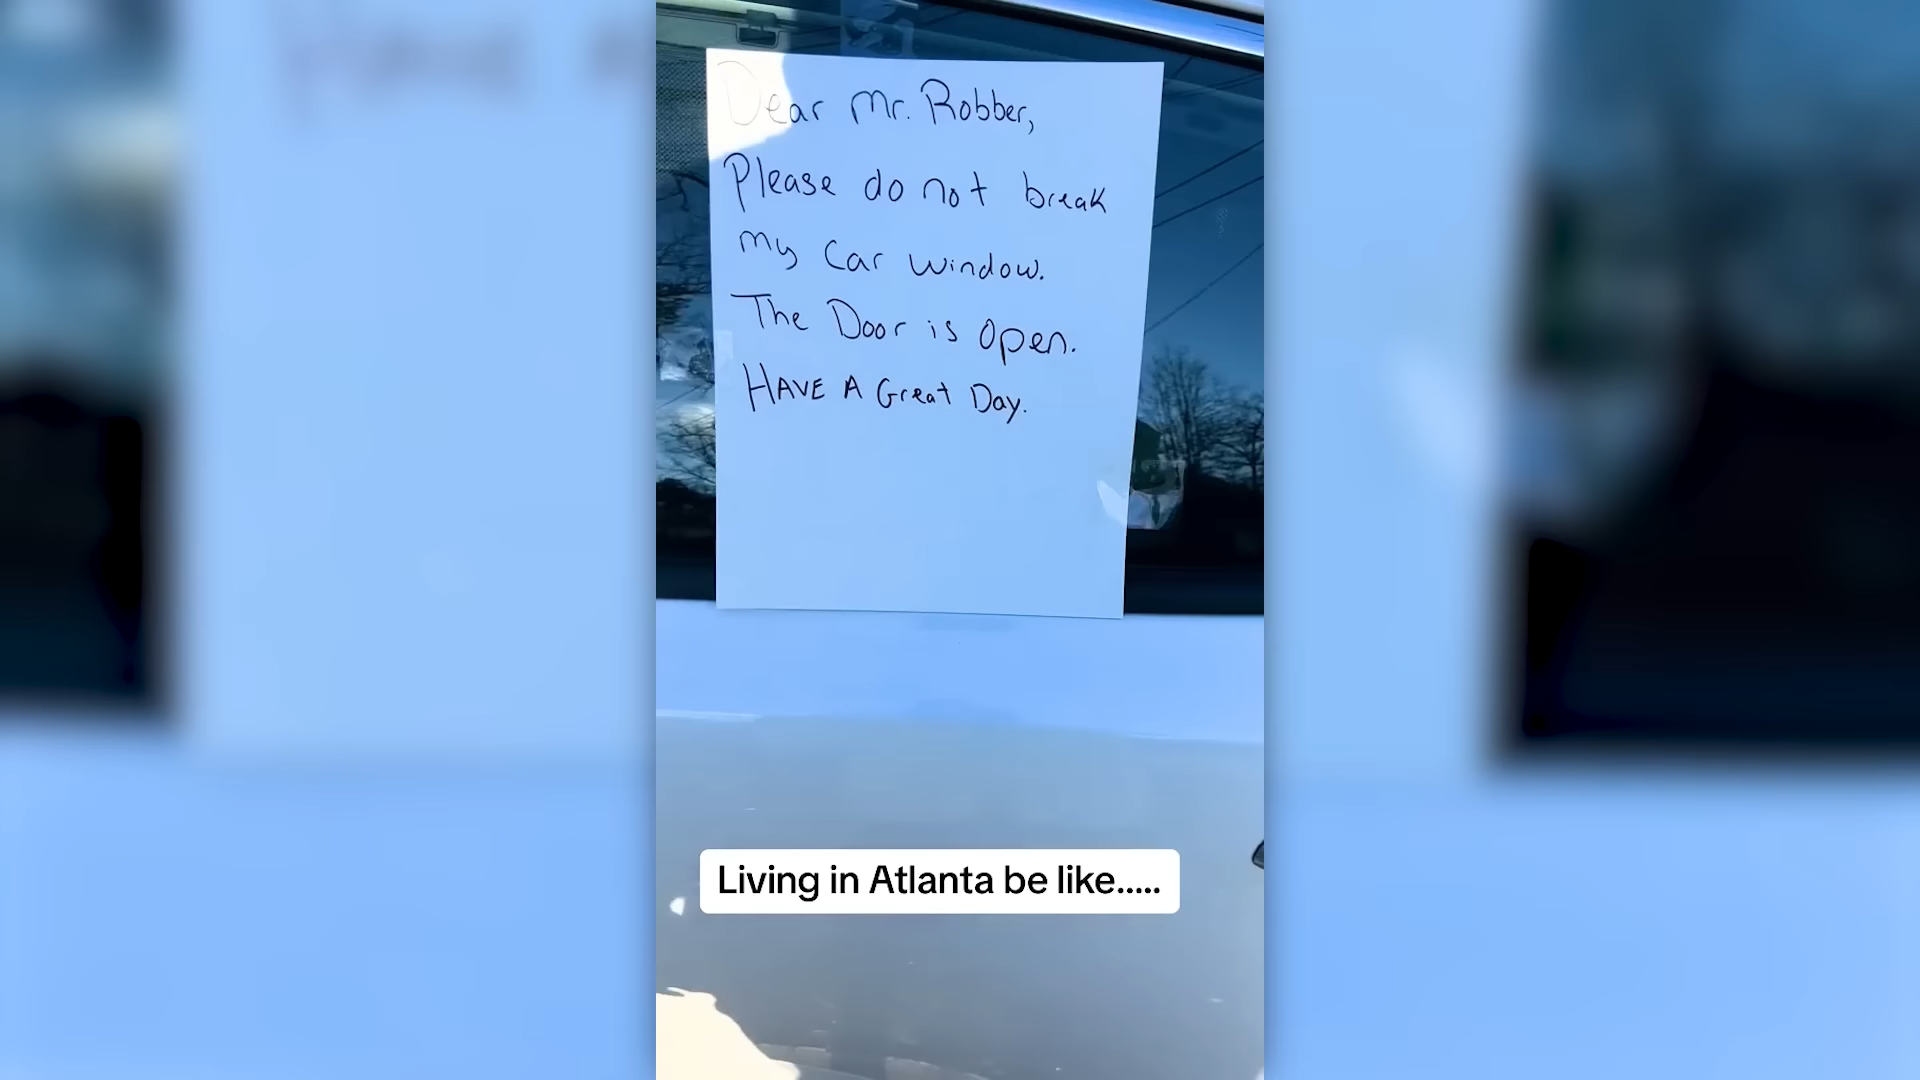 Dear Mr. Robber,
Please do not break
my Car window.
The Door is Open.
HAVE A Great Day.
Living in Atlanta be like.....